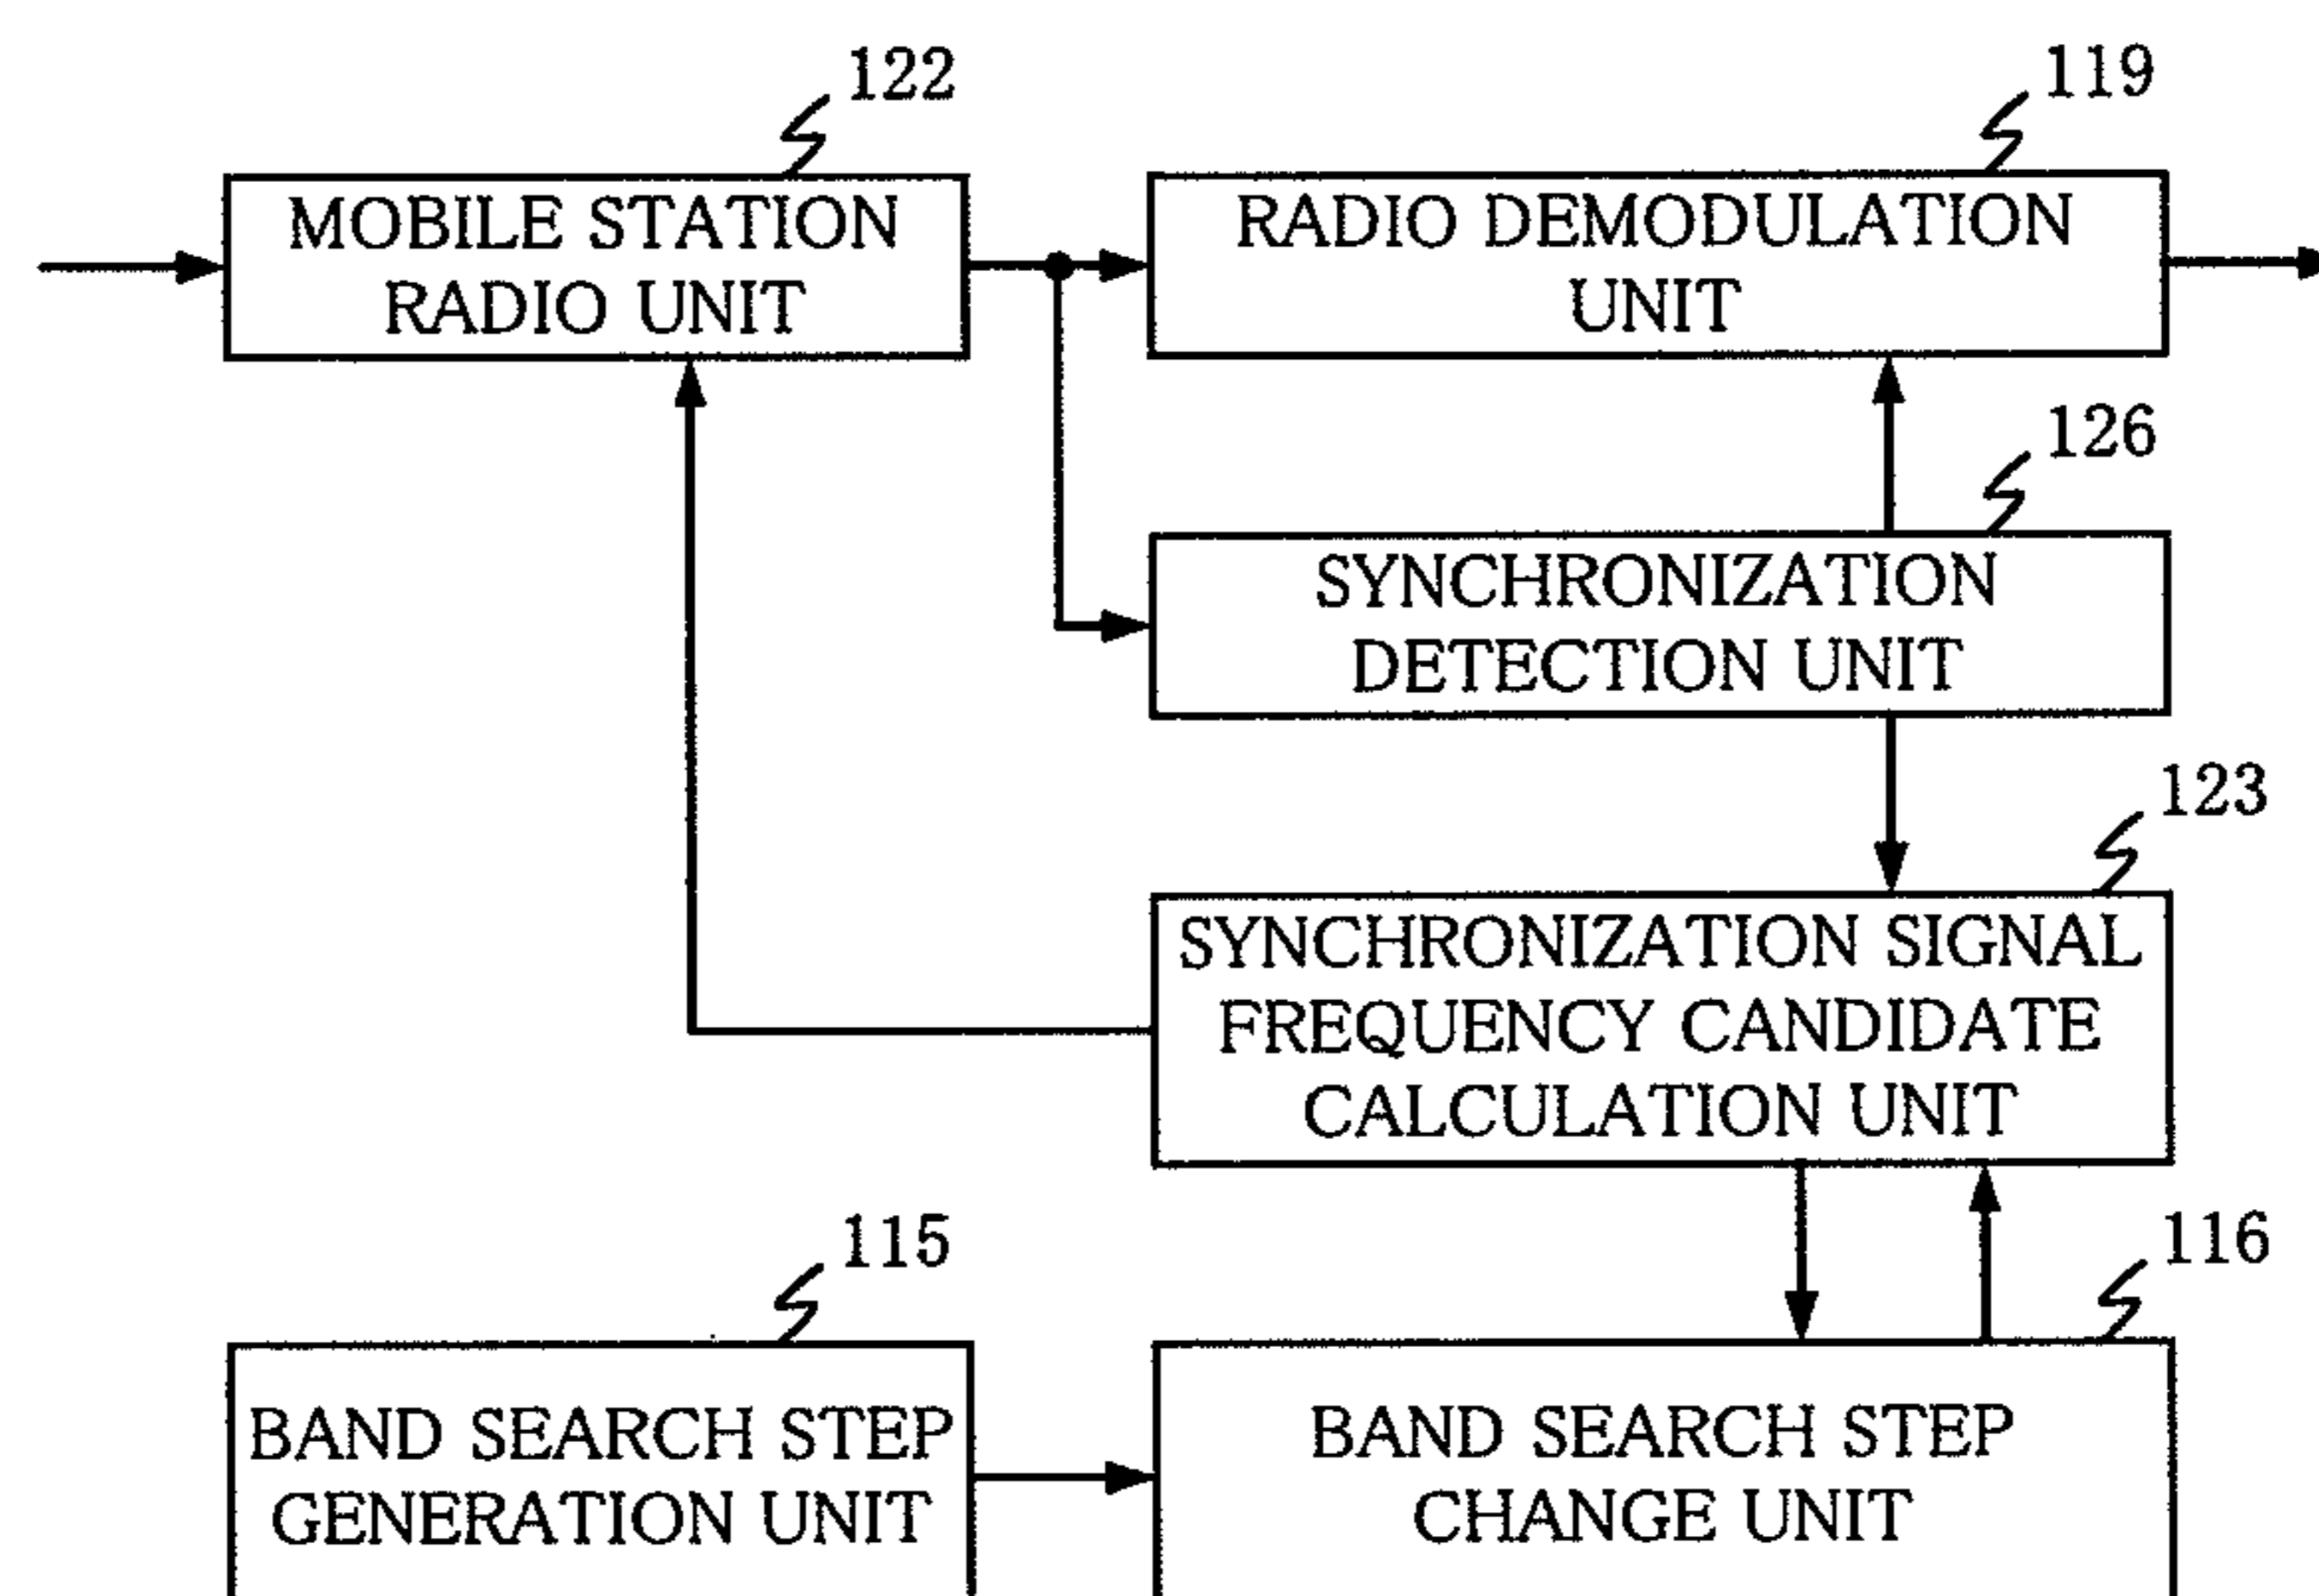 122
119
MOBILE STATION
RADIO UNIT
RADIO DEMODULATION
UNIT
126
SYNCHRONIZATION
DETECTION UNIT
123
SYNCHRONIZATION SIGNAL
FREQUENCY CANDIDATE
CALCULATION UNIT
115
116
BAND SEARCH STEP
GENERATION UNIT
BAND SEARCH STEP
CHANGE UNIT